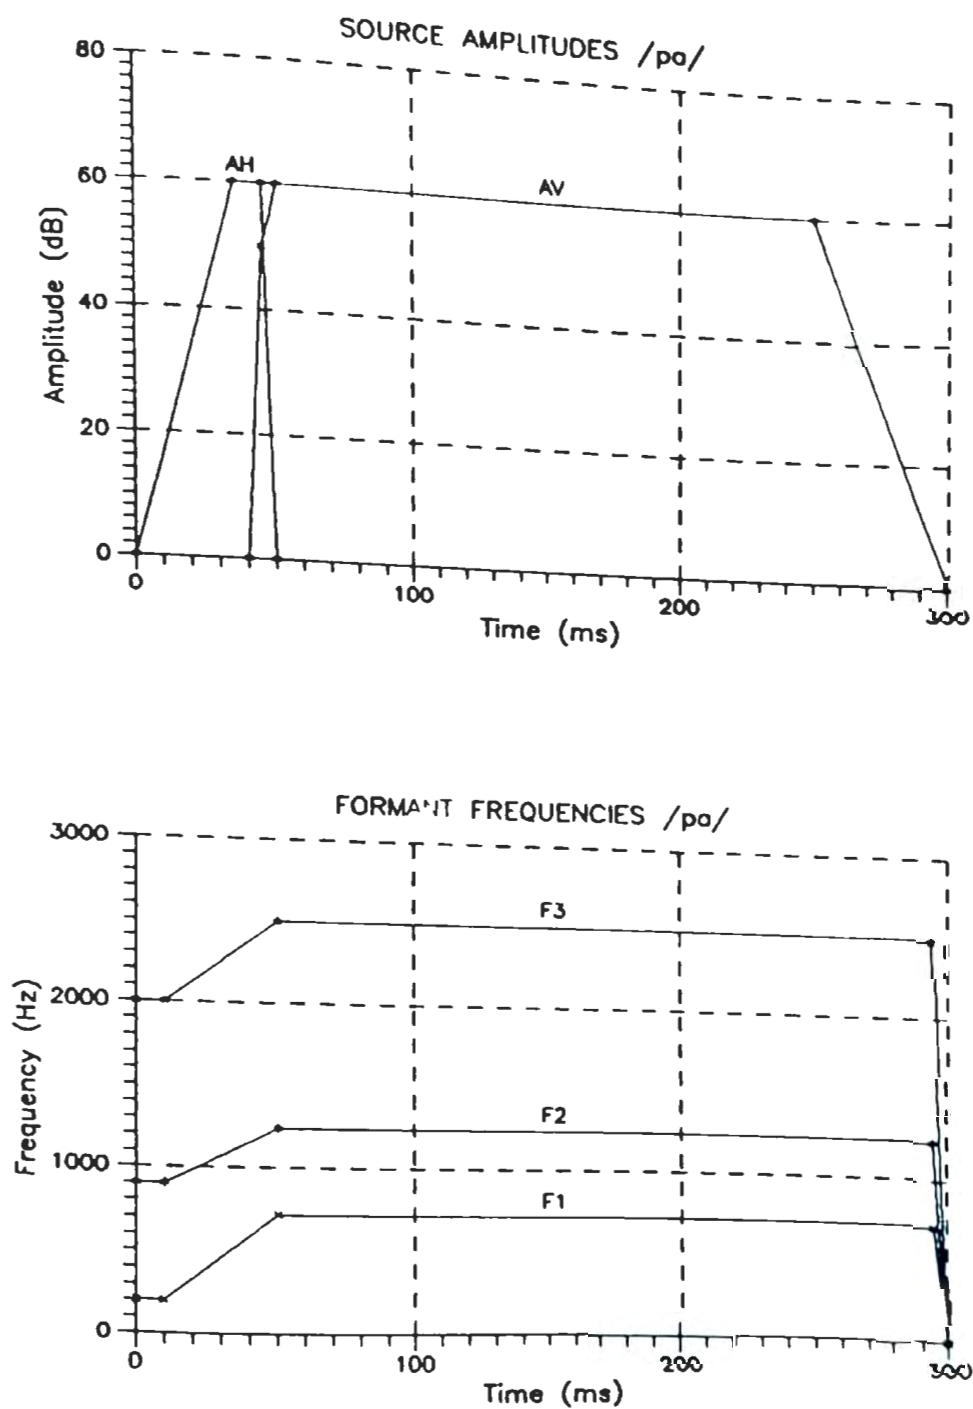 SOURCE AMPLITUDES /pa/
80
60
40
20
0
Amplitude (dB)
AH
AV
0
100
200
300
Time (ms)
FORMANT FREQUENCIES /pa/
3000
2000
1000
0
Frequency (Hz)
F3
F2
F1
0
100
200
300
Time (ms)